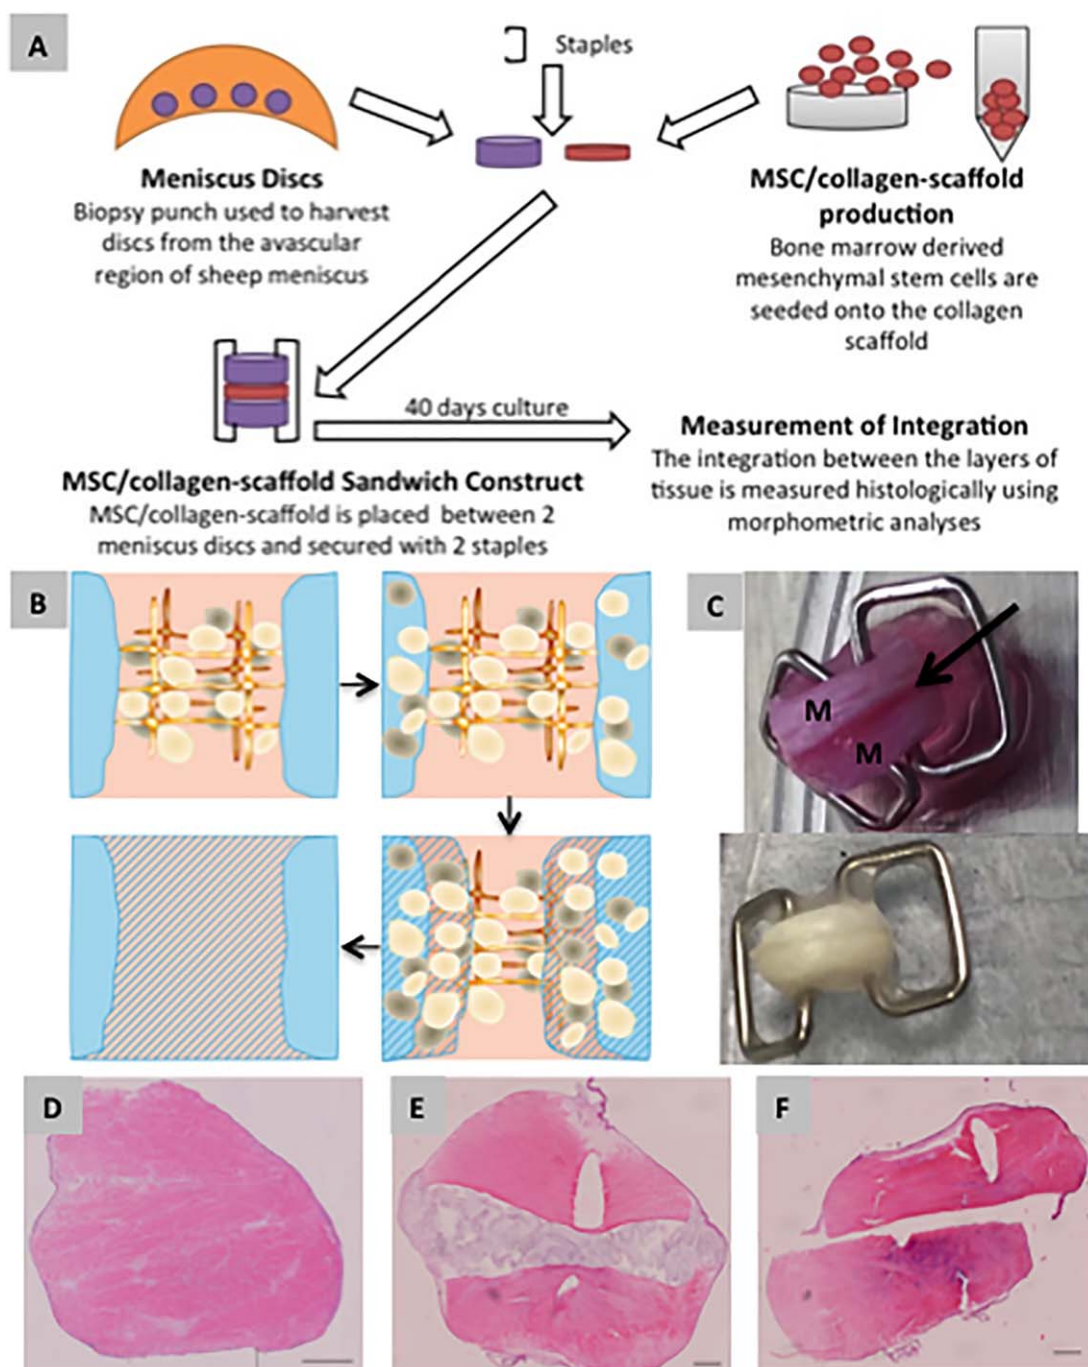 A
Staples
Meniscus Discs
Biopsy punch used to harvest
discs from the avascular
region of sheep meniscus
MSC/collagen-scaffold
production
Bone marrow derived
mesenchymal stem cells are
seeded onto the collagen
scaffold
40 days culture
MSC/collagen-scaffold Sandwich Construct
MSC/collagen-scaffold is placed between 2
meniscus discs and secured with 2 staples
Measurement of Integration
The integration between the layers of
tissue is measured histologically using
morphometric analyses
B
C
M
M
D
E
F